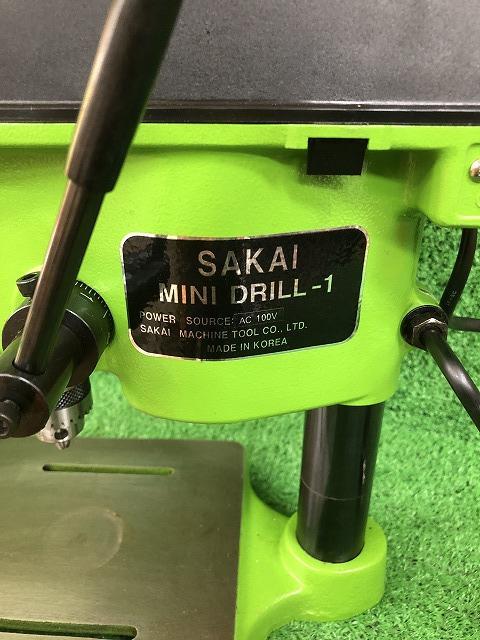 SAKAI
MINI DRILL-1
POWER SOURCE: AC 100V
SAKAI MACHINE TOOL CO., LTD.
MADE IN KOREA